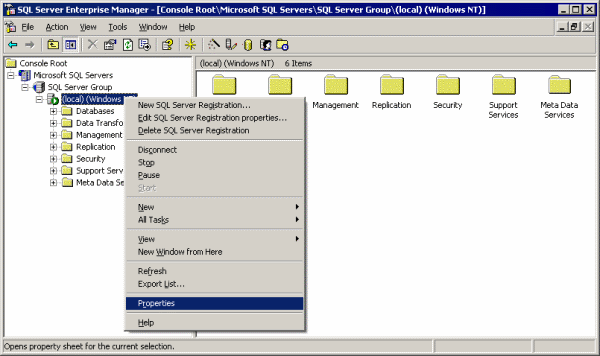 SQL Server Enterprise Manager - [Console Root\Microsoft SQL Servers\SQL Server Group\(local) (Windows NT)]
File Action View Tools Window Help
Console Root
Microsoft SQL Servers
SQL Server Group
(local) (Windows
Databases
Data Transfo
Management
Replication
Security
Support Serv
Meta Data Se
(local) (Windows NT) 6 Items
Management Replication Security Support Services Meta Data Services
New SQL Server Registration...
Edit SQL Server Registration properties...
Delete SQL Server Registration
Disconnect
Stop
Pause
Start
New
All Tasks
View
New Window from Here
Refresh
Export List...
Properties
Help
Opens property sheet for the current selection.